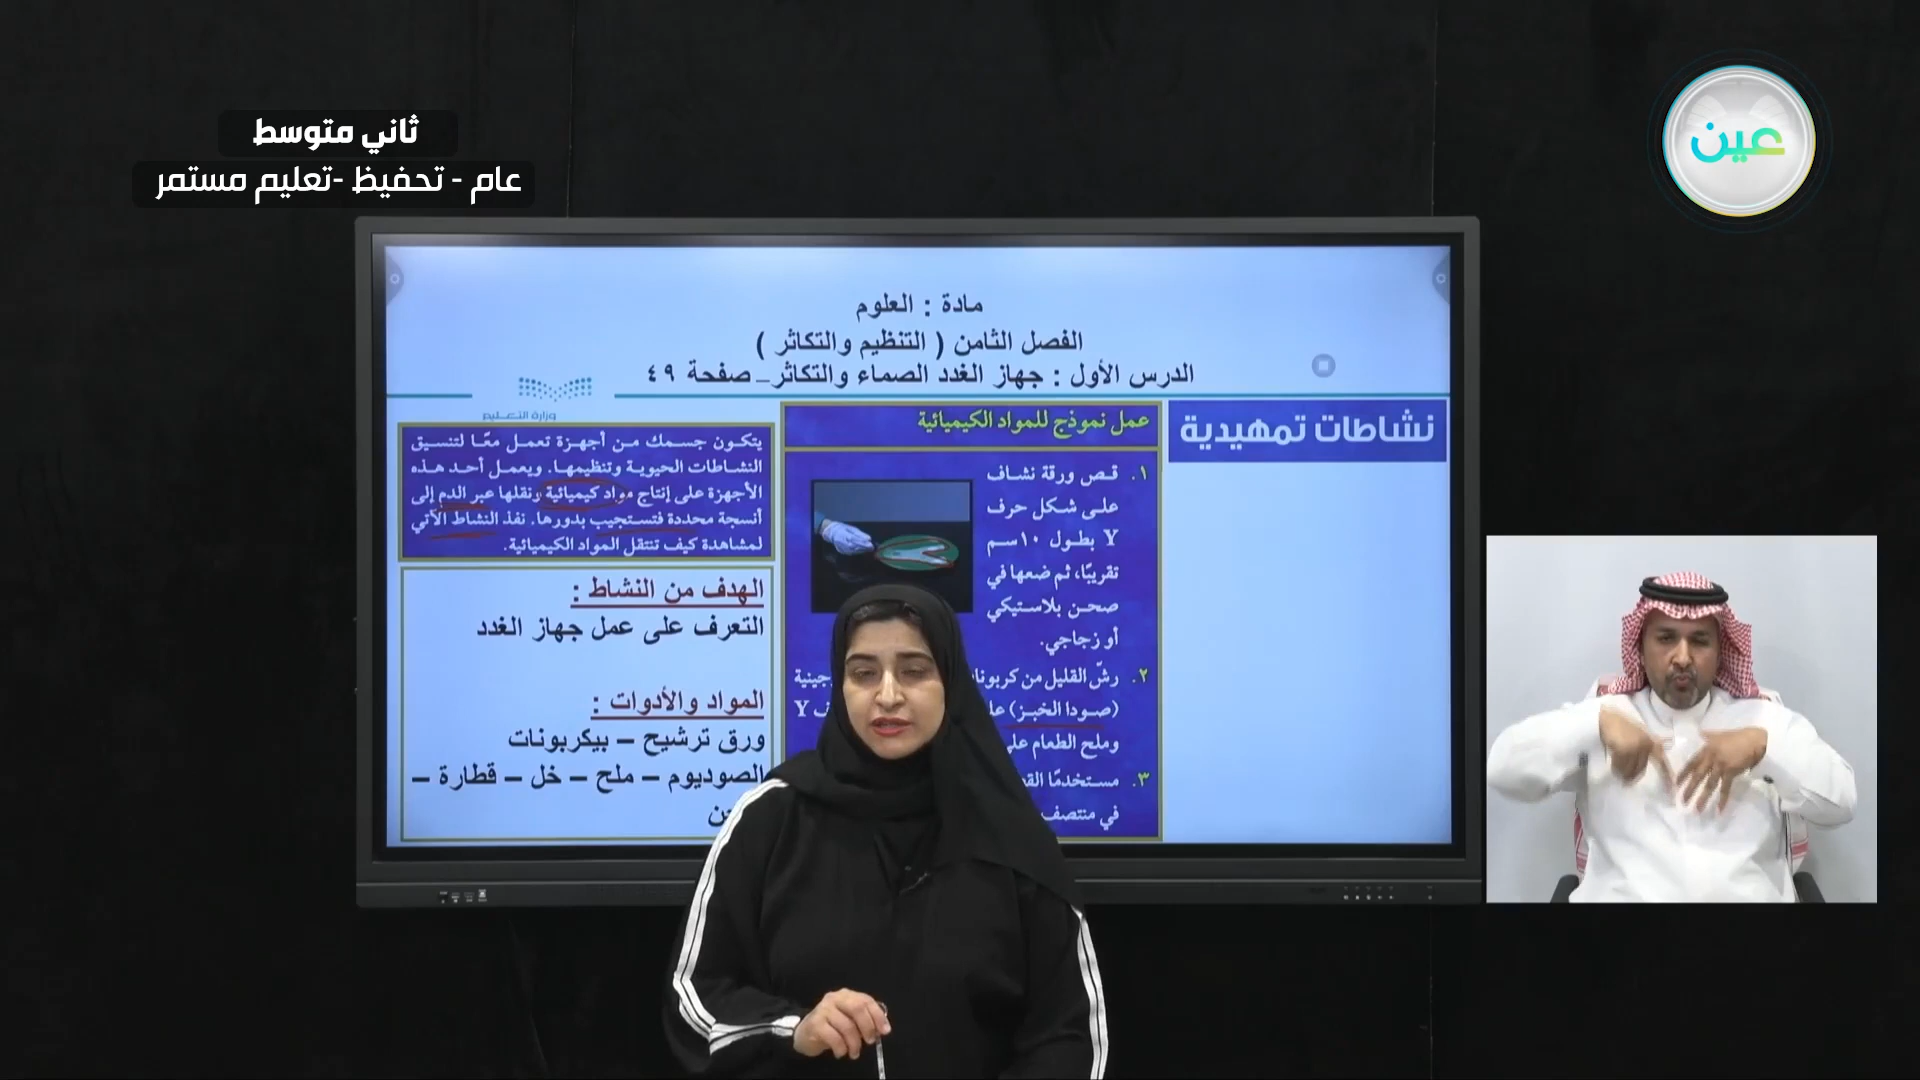 ثاني متوسط
عام - تحفيظ -تعليم مستمر
عين
مادة : العلوم
الفصل الثامن ( التنظيم والتكاثر )
الدرس الأول : جهاز الغدد الصماء والتكاثر– صفحة ٤٩
وزارة التعليم
نشاطات تمهيدية
عمل نموذج للمواد الكيميائية
١. قص ورقة نشاف
على شكل حرف
Y بطول ١٠سم
تقريبًا، ثم ضعها في
صحن بلاستيكي
أو زجاجي.
٢. رشّ القليل من
(صودا الخبز)
وملح الطعام
٣. مستخدمًا
في منتصف
يتكون جسمك من أجهزة تعمل معًا لتنسيق
النشاطات الحيوية وتنظيمها. ويعمل أحد هذه
الأجهزة على إنتاج مواد كيميائية ونقلها عبر الدم إلى
أنسجة محددة فتستجيب بدورها. نفذ النشاط الآتي
لمشاهدة كيف تنتقل المواد الكيميائية.
الهدف من النشاط :
التعرف على عمل جهاز الغدد
المواد والأدوات :
ورق ترشيح – بيكربونات
الصوديوم – ملح – خل – قطارة –